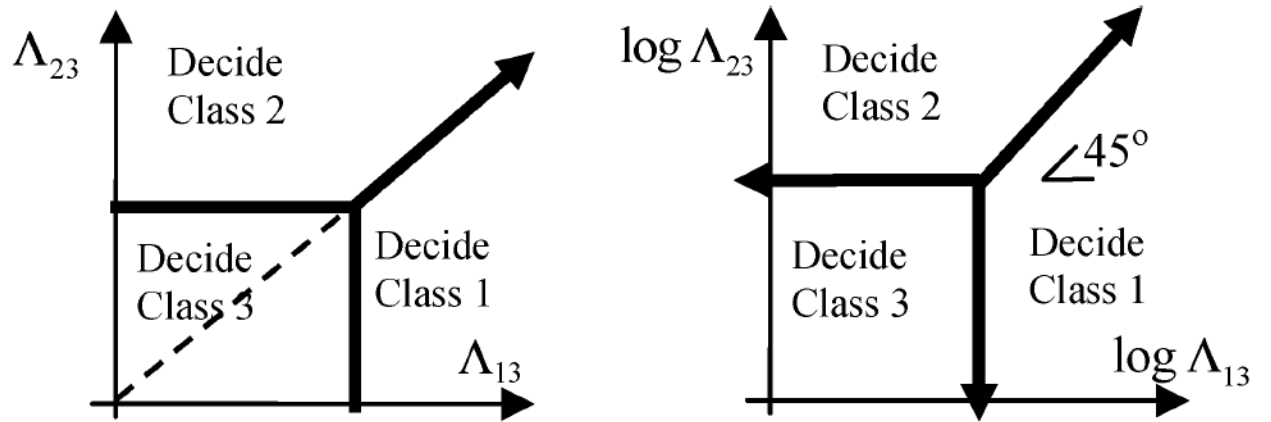 Λ₂₃
Decide
Class 2
Decide
Class 3
Decide
Class 1
Λ₁₃
log Λ₂₃
Decide
Class 2
∠45°
Decide
Class 3
Decide
Class 1
log Λ₁₃